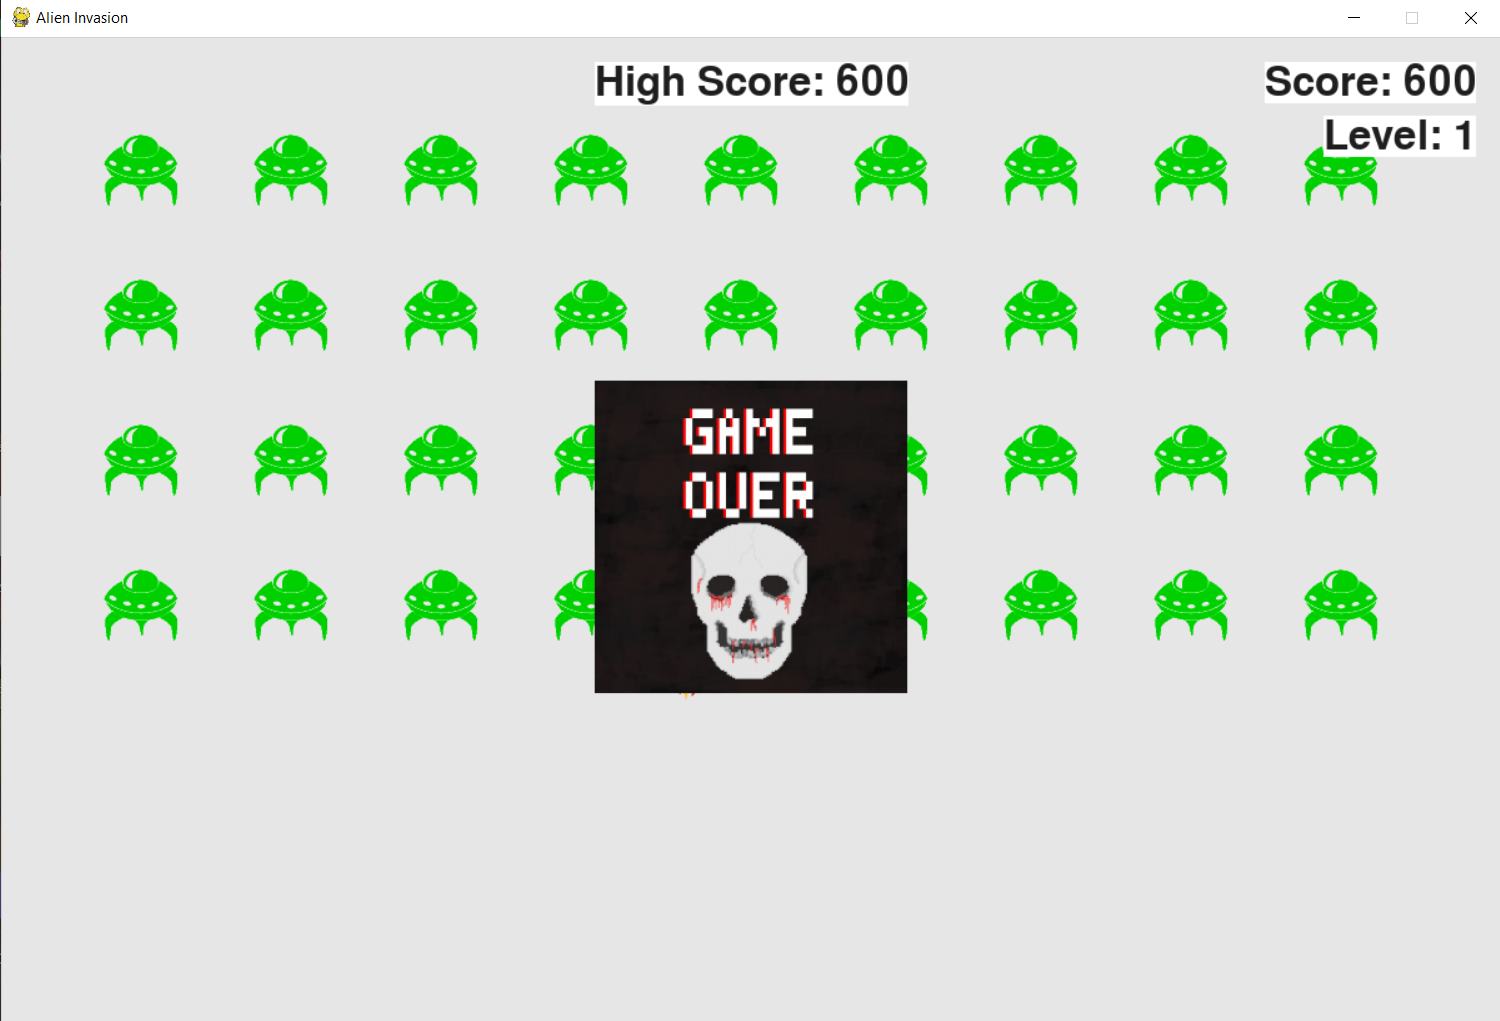 Alien Invasion
High Score: 600
Score: 600
Level: 1
GAME
OVER